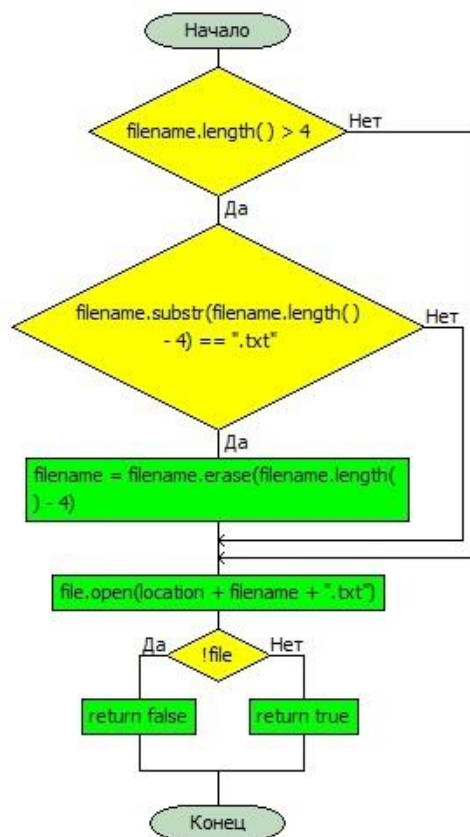 Начало
filename.length( ) > 4
Нет
Да
filename.substr(filename.length( )
- 4) == ".txt"
Нет
Да
filename = filename.erase(filename.length(
) - 4)
file.open(location + filename + ".txt")
Да
!file
Нет
return false
return true
Конец